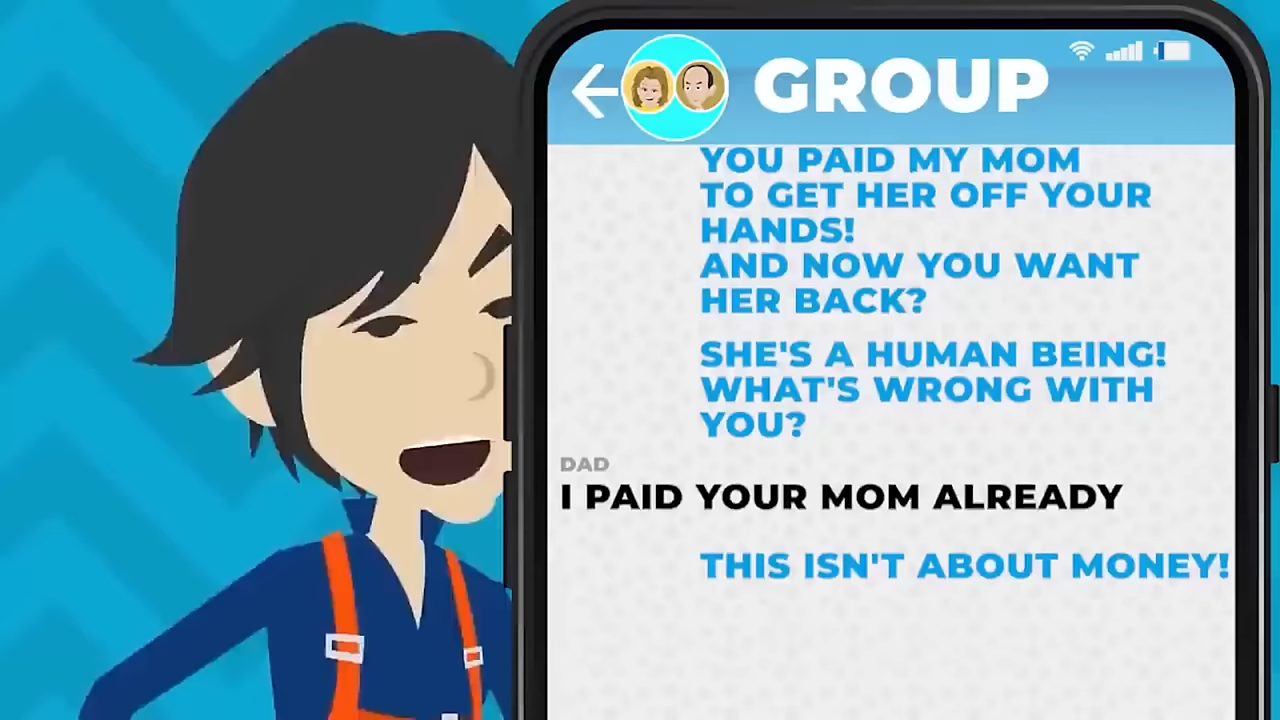 GROUP
YOU PAID MY MOM
TO GET HER OFF YOUR
HANDS!
AND NOW YOU WANT
HER BACK?
SHE'S A HUMAN BEING!
WHAT'S WRONG WITH
YOU?
DAD
I PAID YOUR MOM ALREADY
THIS ISN'T ABOUT MONEY!